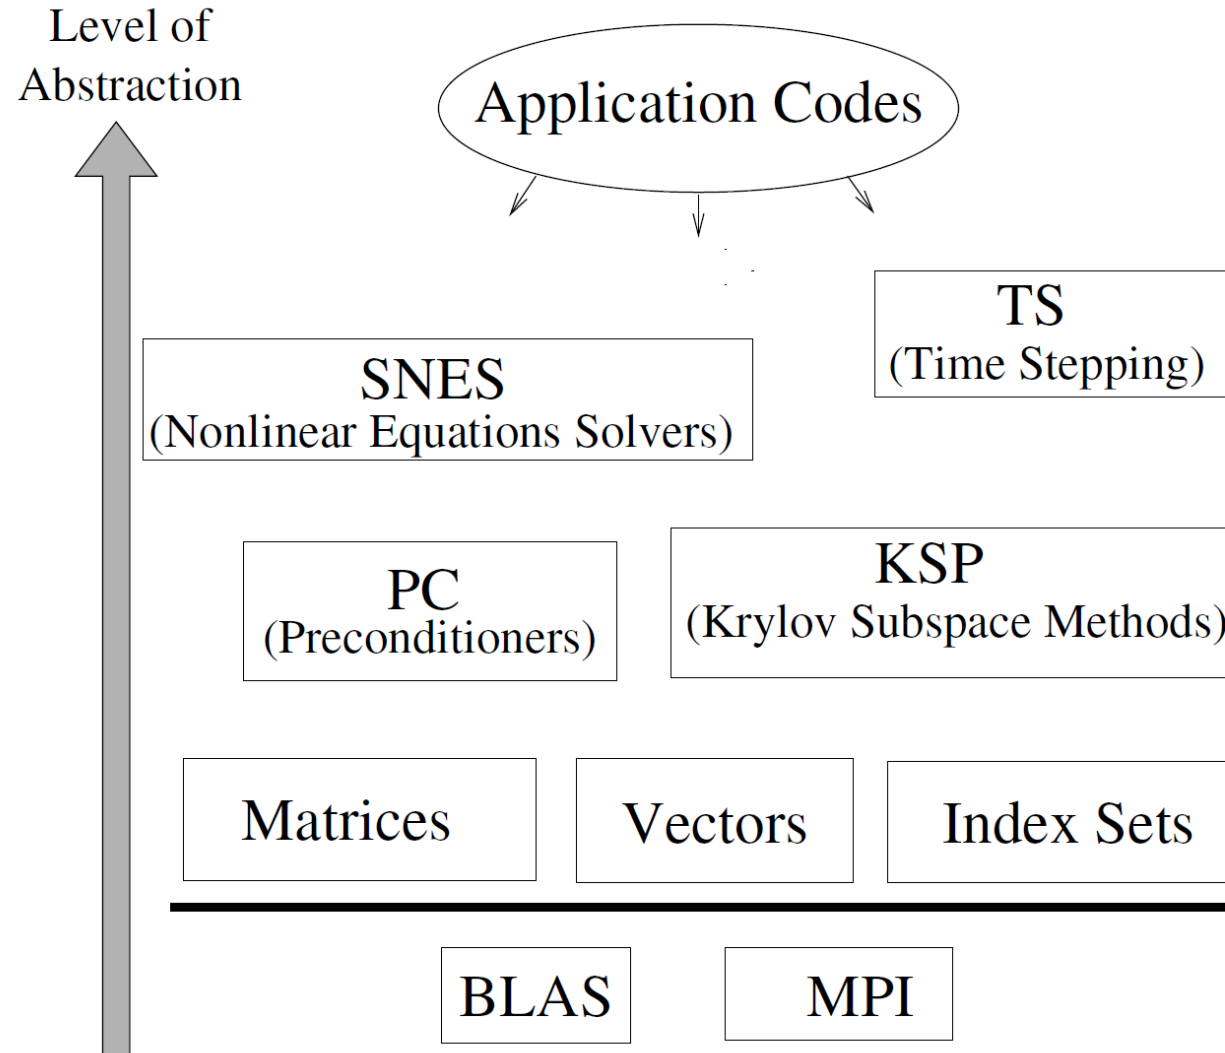 Level of
Abstraction
Application Codes
TS
(Time Stepping)
SNES
(Nonlinear Equations Solvers)
PC
(Preconditioners)
KSP
(Krylov Subspace Methods)
Matrices
Vectors
Index Sets
BLAS
MPI